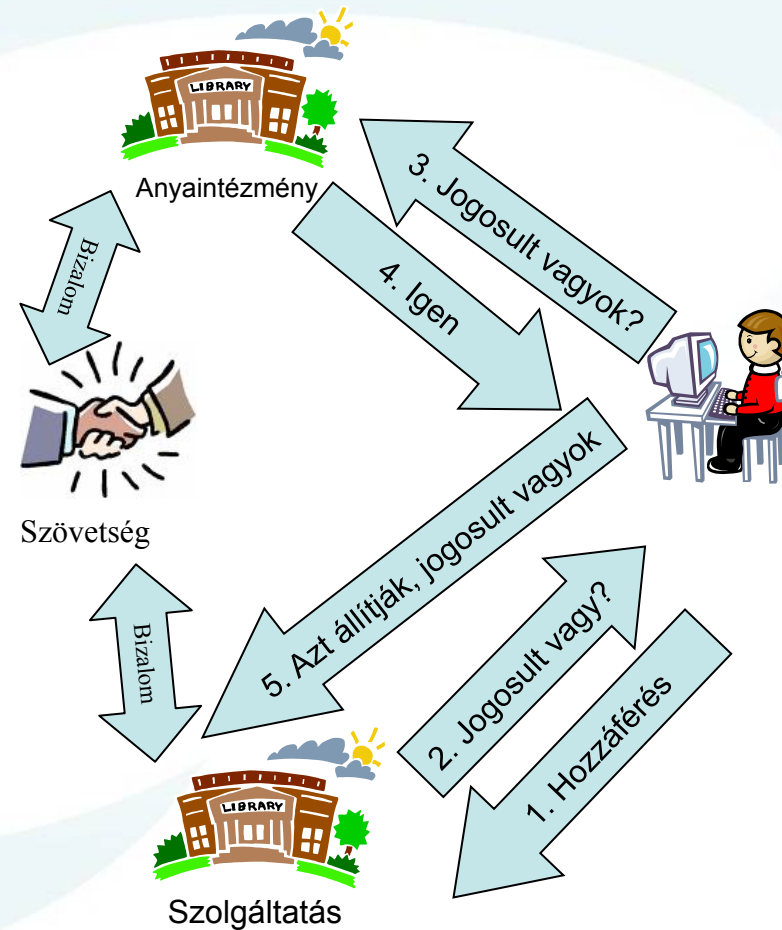 LIBRARY
Anyaintézmény
3. Jogosult vagyok?
4. Igen
Bizalom
Szövetség
5. Azt állítják, jogosult vagyok
2. Jogosult vagy?
1. Hozzáférés
Bizalom
LIBRARY
Szolgáltatás